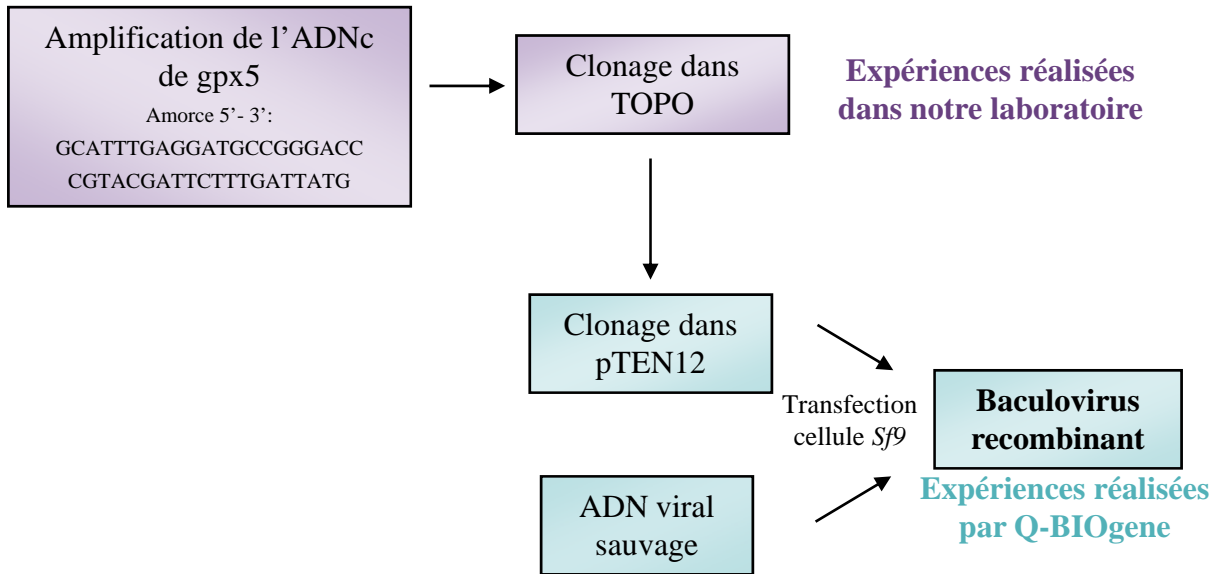 Amplification de l'ADNc
de gpx5
Amorce 5'- 3':
GCATTTGAGGATGCCGGGACC
CGTACGATTCTTTGATTATG
Clonage dans
TOPO
Expériences réalisées
dans notre laboratoire
Clonage dans
pTEN12
Transfection
cellule Sf9
Baculovirus
recombinant
ADN viral
sauvage
Expériences réalisées
par Q-BIOgene